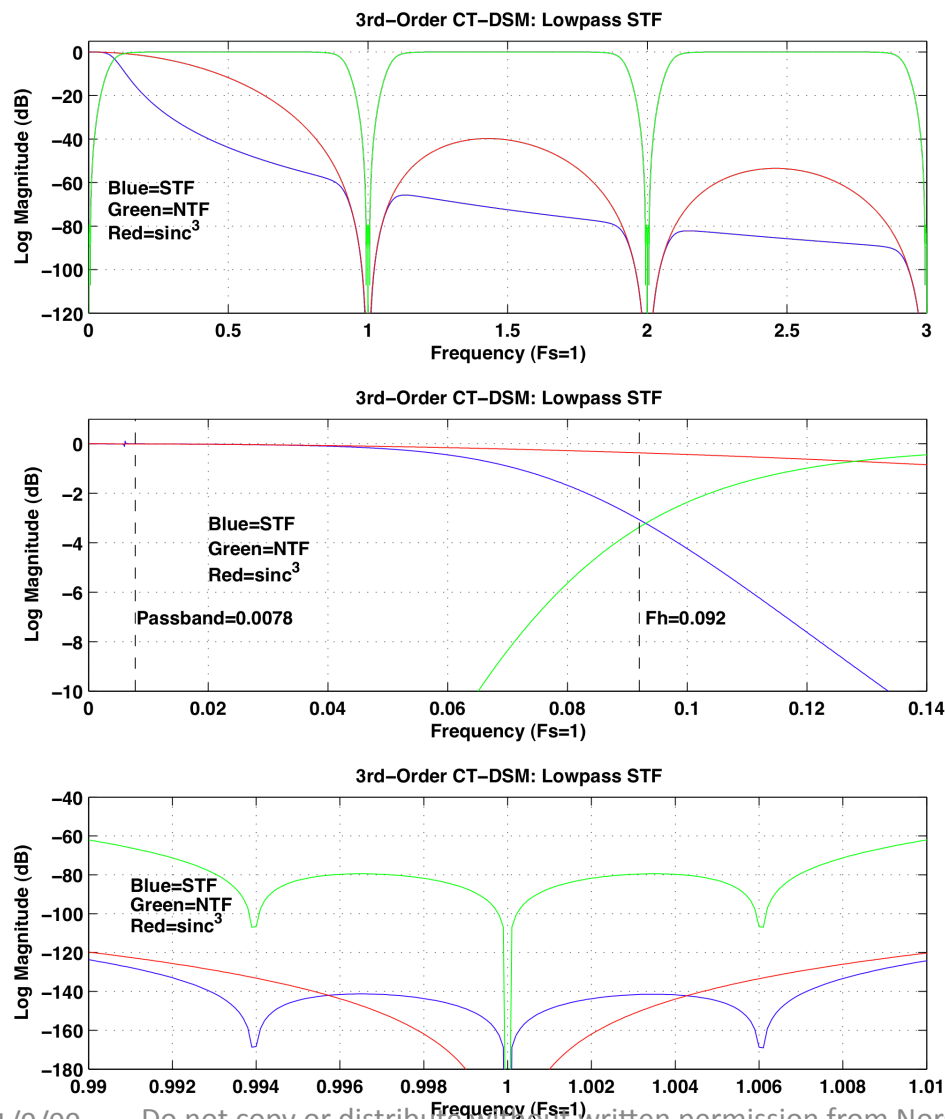 3rd−Order CT−DSM: Lowpass STF
Log Magnitude (dB)
0
−20
−40
−60
−80
−100
−120
Blue=STF
Green=NTF
Red=sinc3
0 0.5 1 1.5 2 2.5 3
Frequency (Fs=1)
3rd−Order CT−DSM: Lowpass STF
Log Magnitude (dB)
0
−2
−4
−6
−8
−10
Blue=STF
Green=NTF
Red=sinc3
Passband=0.0078
Fh=0.092
0 0.02 0.04 0.06 0.08 0.1 0.12 0.14
Frequency (Fs=1)
3rd−Order CT−DSM: Lowpass STF
Log Magnitude (dB)
−40
−60
−80
−100
−120
−140
−160
−180
Blue=STF
Green=NTF
Red=sinc3
0.99 0.992 0.994 0.996 0.998 1 1.002 1.004 1.006 1.008 1.01
Frequency (Fs=1)
Do not copy or distribute without written permission from